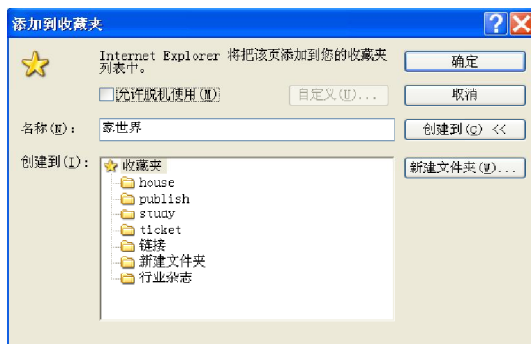 添加到收藏夹
Internet Explorer 将把该页添加到您的收藏夹
列表中。
确定
允许脱机使用(M)
自定义(U)...
取消
名称(N):
家世界
创建到(C) <<
创建到(I):
收藏夹
新建文件夹(W)...
house
publish
study
ticket
链接
新建文件夹
行业杂志